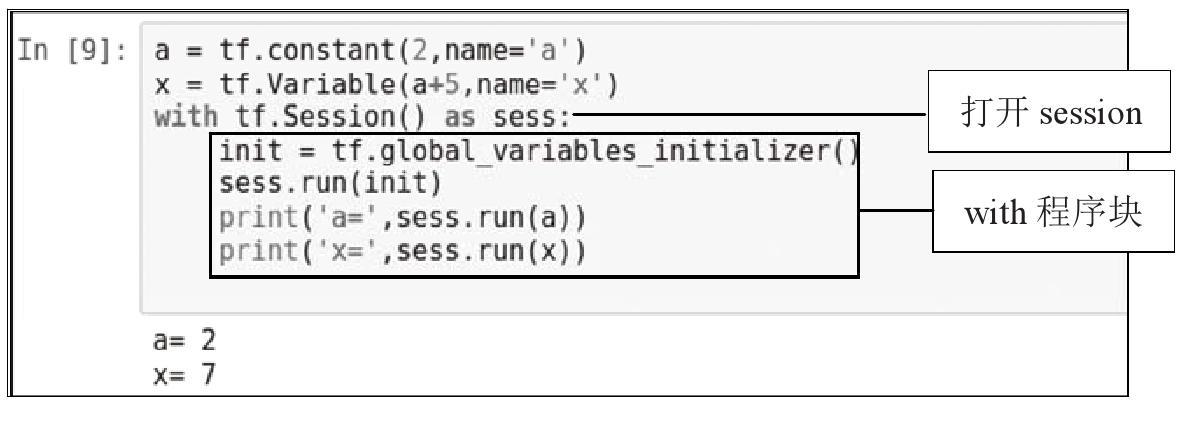 In [9]: a = tf.constant(2,name='a')
x = tf.Variable(a+5,name='x')
with tf.Session() as sess:
打开 session
init = tf.global_variables_initializer()
sess.run(init)
print('a=',sess.run(a))
print('x=',sess.run(x))
with 程序块
a= 2
x= 7